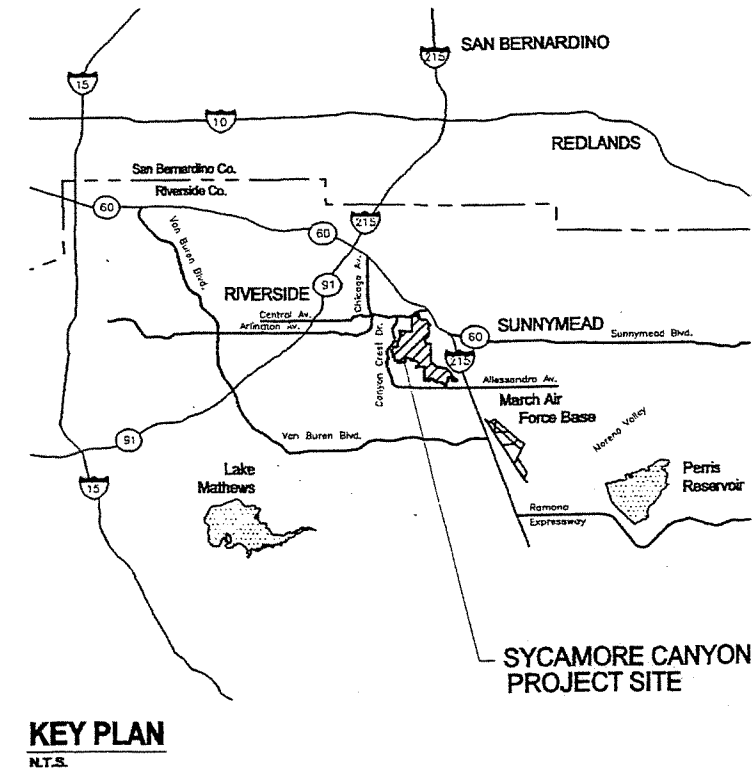 215
SAN BERNARDINO
15
10
REDLANDS
San Bernardino Co.
Riverside Co.
60
Van Buren Blvd.
60
215
91
Chicago Av.
RIVERSIDE
Central Av.
Arlington Av.
SUNNYMEAD
60
Sunnymead Blvd.
215
Canyon Crest Dr.
Allessandro Av.
March Air
Force Base
Van Buren Blvd.
91
Noreno Valley
Perris
Reservoir
Lake
Mathews
15
Ramona
Expressway
SYCAMORE CANYON
PROJECT SITE
KEY PLAN
N.T.S.